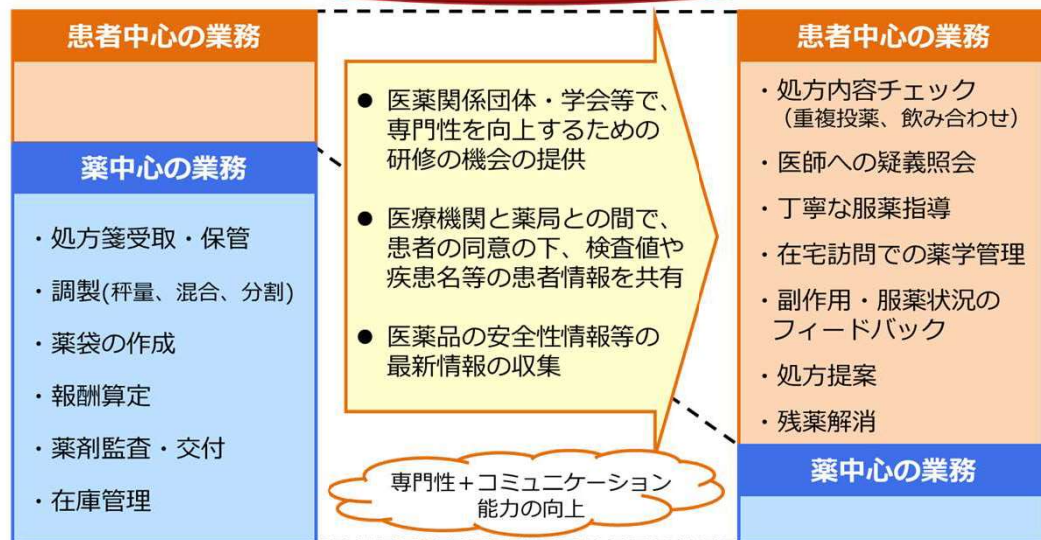 患者中心の業務
薬中心の業務
・処方箋受取・保管
・調製(秤量、混合、分割)
・薬袋の作成
・報酬算定
・薬剤監査・交付
・在庫管理
● 医薬関係団体・学会等で、
専門性を向上するための
研修の機会の提供
● 医療機関と薬局との間で、
患者の同意の下、検査値や
疾患名等の患者情報を共有
● 医薬品の安全性情報等の
最新情報の収集
専門性+コミュニケーション
能力の向上
患者中心の業務
・処方内容チェック
(重複投薬、飲み合わせ)
・医師への疑義照会
・丁寧な服薬指導
・在宅訪問での薬学管理
・副作用・服薬状況の
フィードバック
・処方提案
・残薬解消
薬中心の業務